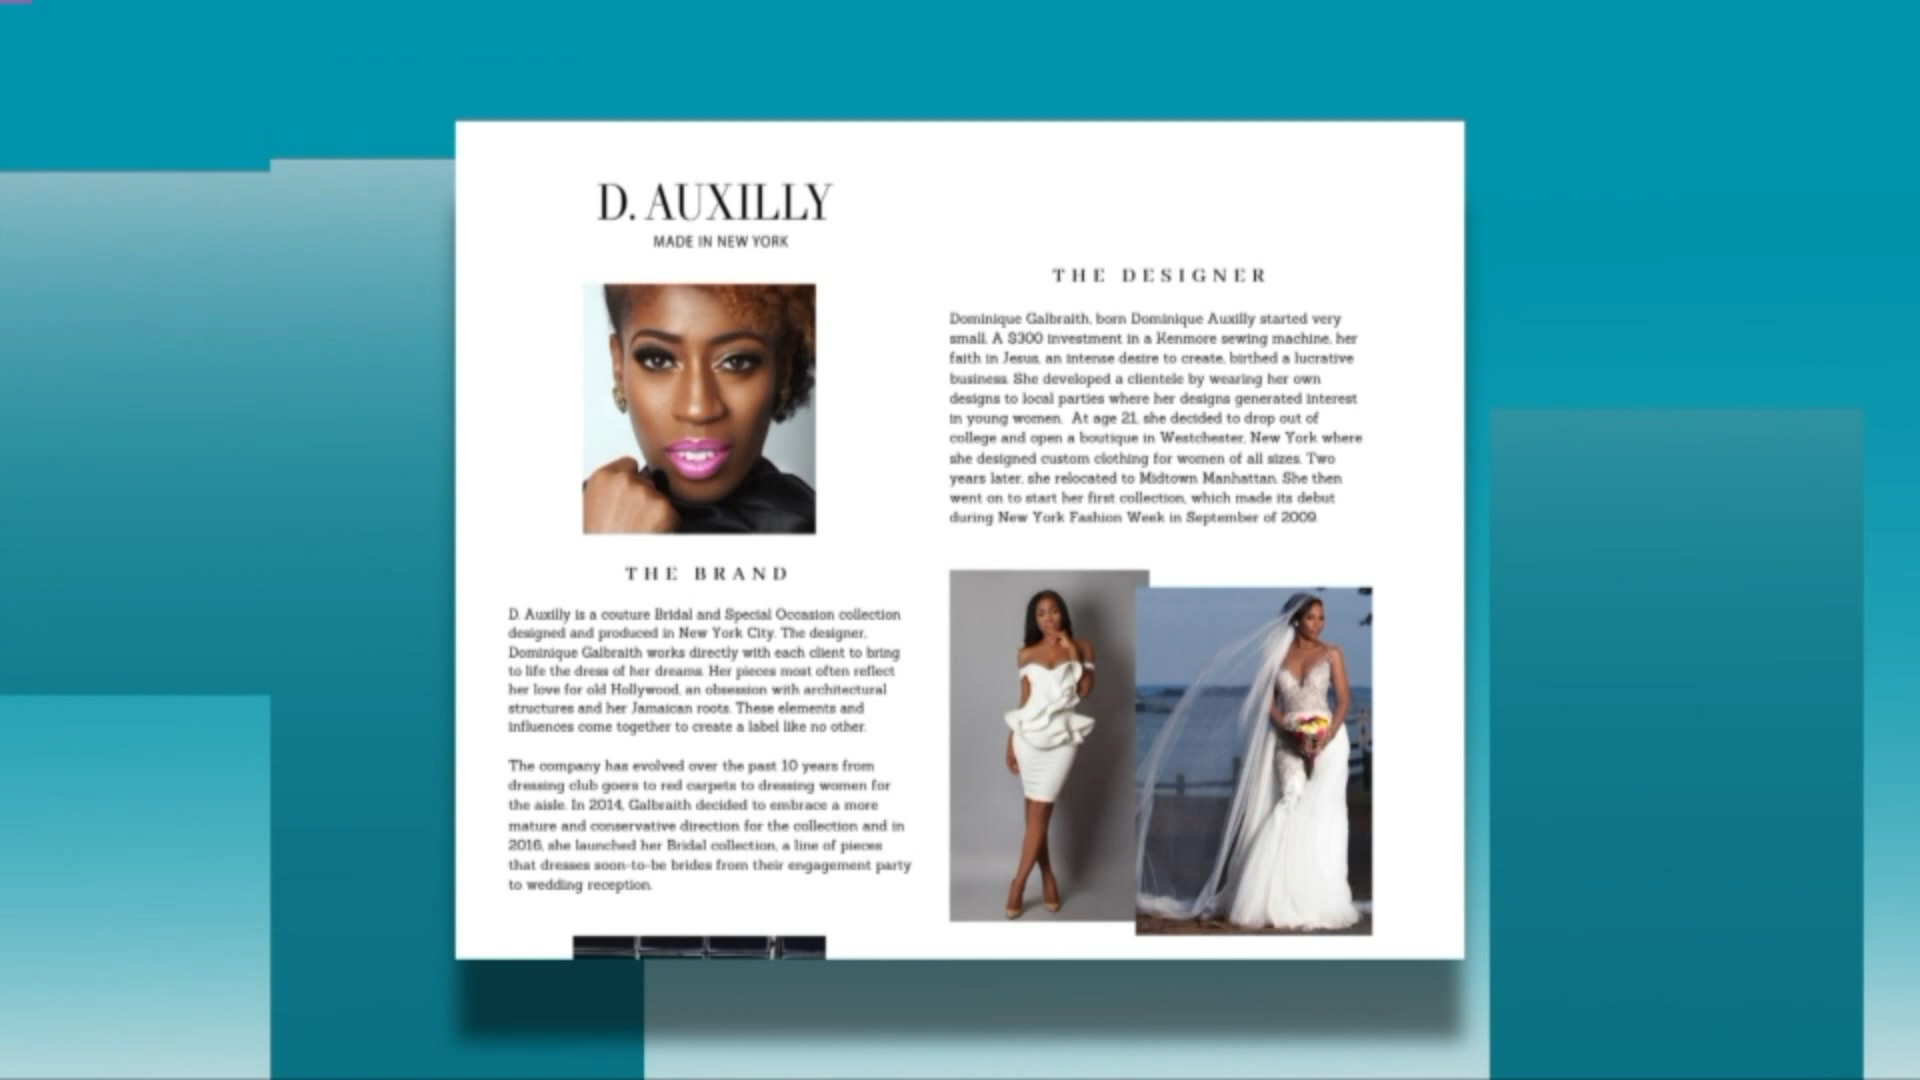 D. AUXILLY
MADE IN NEW YORK
THE BRAND
D. Auxilly is a couture Bridal and Special Occasion collection
designed and produced in New York City. The designer,
Dominique Galbraith works directly with each client to bring
to life the dress of her dreams. Her pieces most often reflect
her love for old Hollywood, an obsession with architectural
structures and her Jamaican roots. These elements and
influences come together to create a label like no other.
The company has evolved over the past 10 years from
dressing club goers to red carpets to dressing women for
the aisle. In 2014, Galbraith decided to embrace a more
mature and conservative direction for the collection and in
2016, she launched her Bridal collection, a line of pieces
that dresses soon-to-be brides from their engagement party
to wedding reception.
THE DESIGNER
Dominique Galbraith, born Dominique Auxilly started very
small. A $300 investment in a Kenmore sewing machine, her
faith in Jesus, an intense desire to create, birthed a lucrative
business. She developed a clientele by wearing her own
designs to local parties where her designs generated interest
in young women. At age 21, she decided to drop out of
college and open a boutique in Westchester, New York where
she designed custom clothing for women of all sizes. Two
years later, she relocated to Midtown Manhattan. She then
went on to start her first collection, which made its debut
during New York Fashion Week in September of 2009.